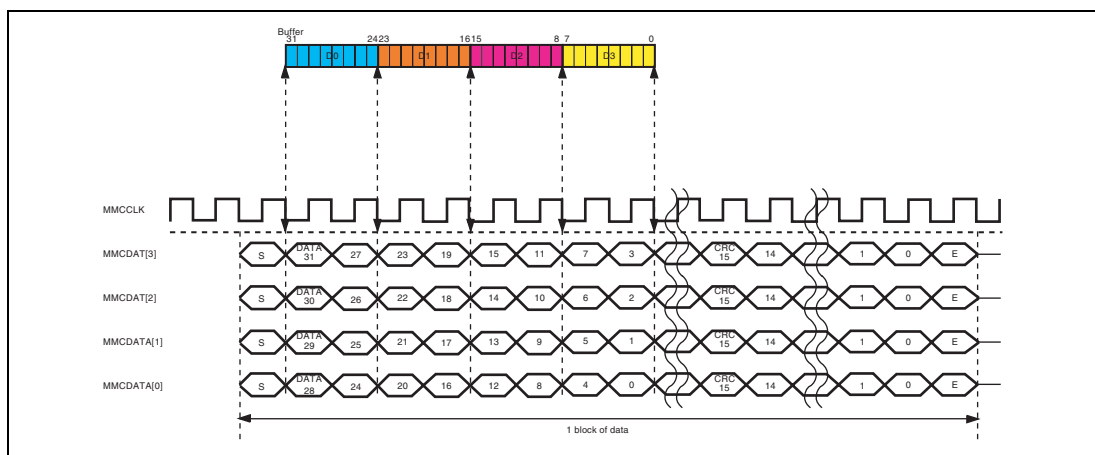 Buffer
31 24 23 16 15 8 7 0
D0 D1 D2 D3
MMCCLK
MMCDAT[3] S DATA 31 27 23 19 15 11 7 3 CRC 15 14 1 0 E
MMCDAT[2] S DATA 30 26 22 18 14 10 6 2 CRC 15 14 1 0 E
MMCDATA[1] S DATA 29 25 21 17 13 9 5 1 CRC 15 14 1 0 E
MMCDATA[0] S DATA 28 24 20 16 12 8 4 0 CRC 15 14 1 0 E
1 block of data